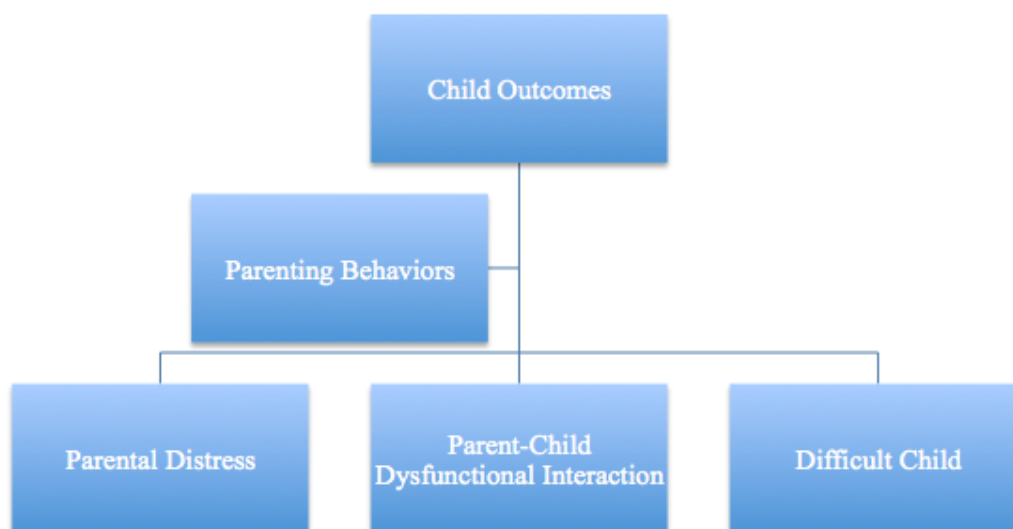 Child Outcomes
Parenting Behaviors
Parental Distress
Parent-Child
Dysfunctional Interaction
Difficult Child